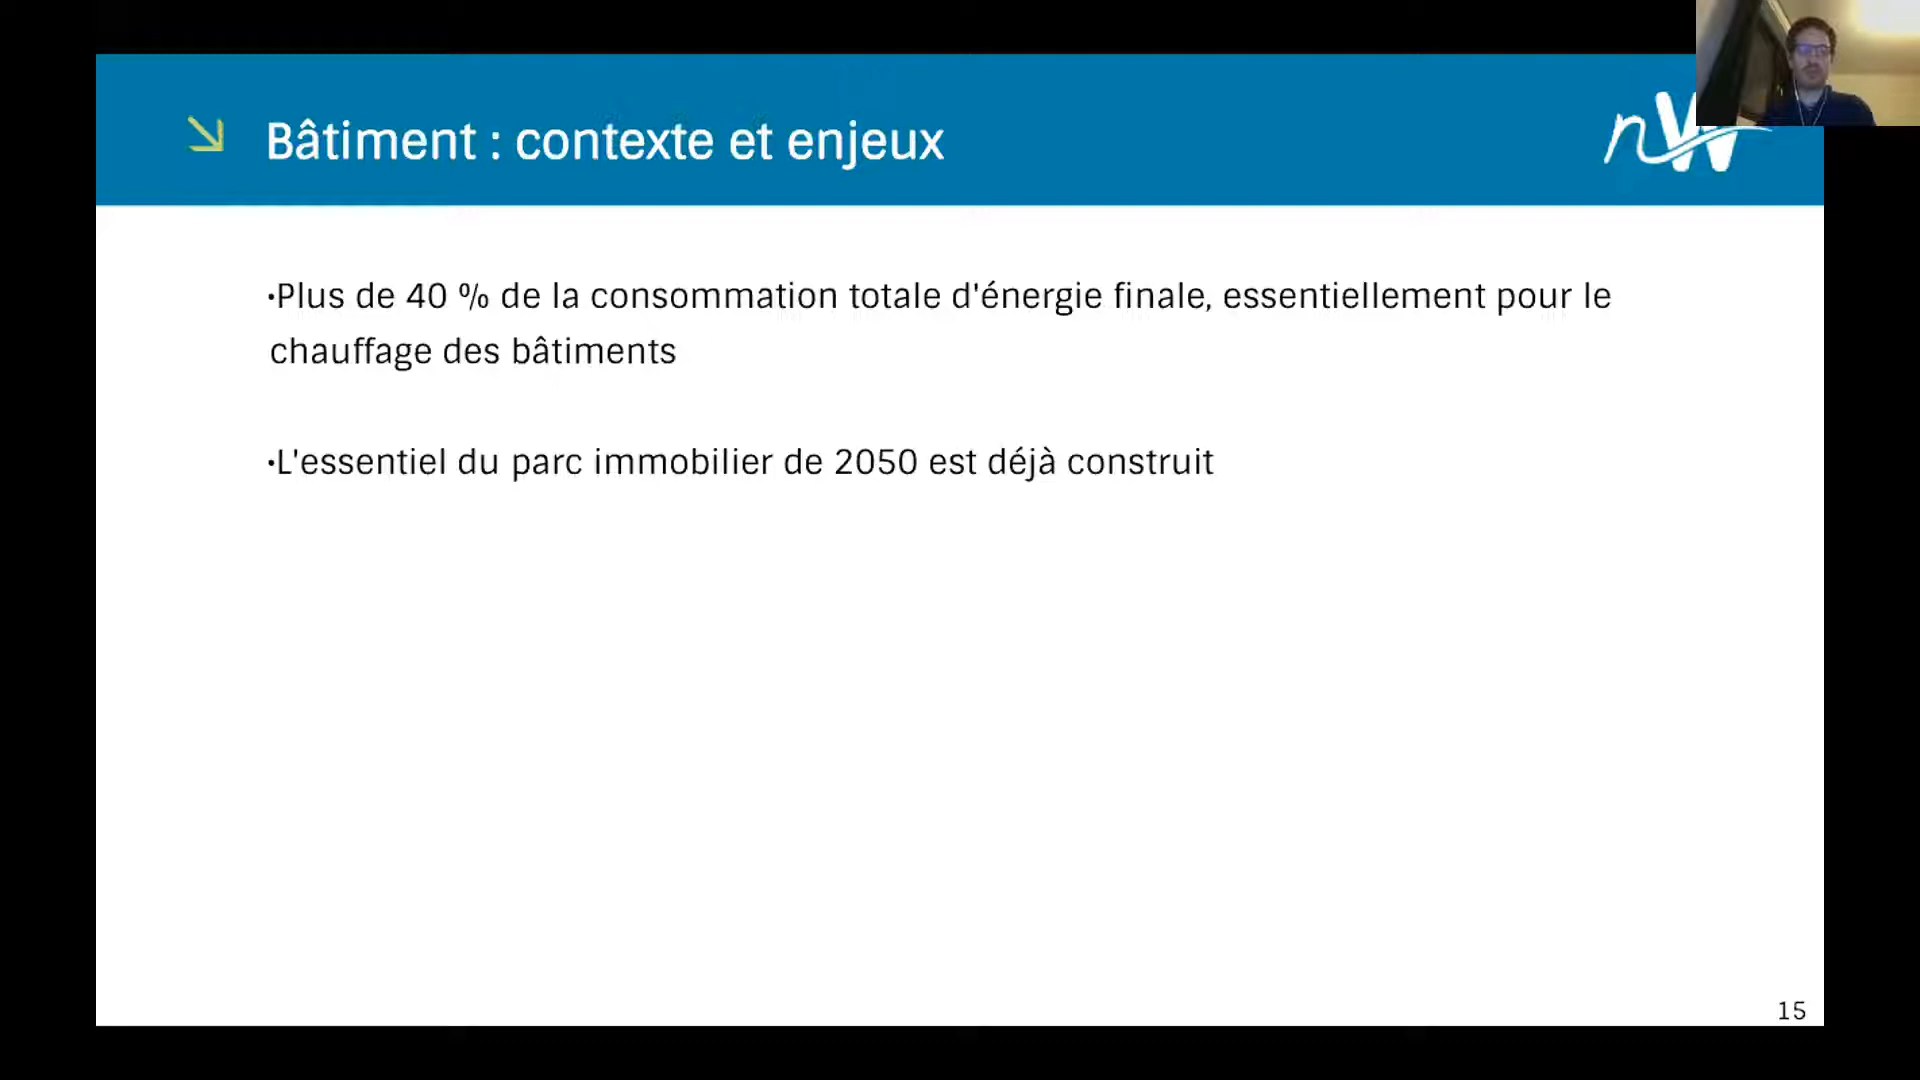 Bâtiment : contexte et enjeux
nW
•Plus de 40 % de la consommation totale d'énergie finale, essentiellement pour le
chauffage des bâtiments
•L'essentiel du parc immobilier de 2050 est déjà construit
15